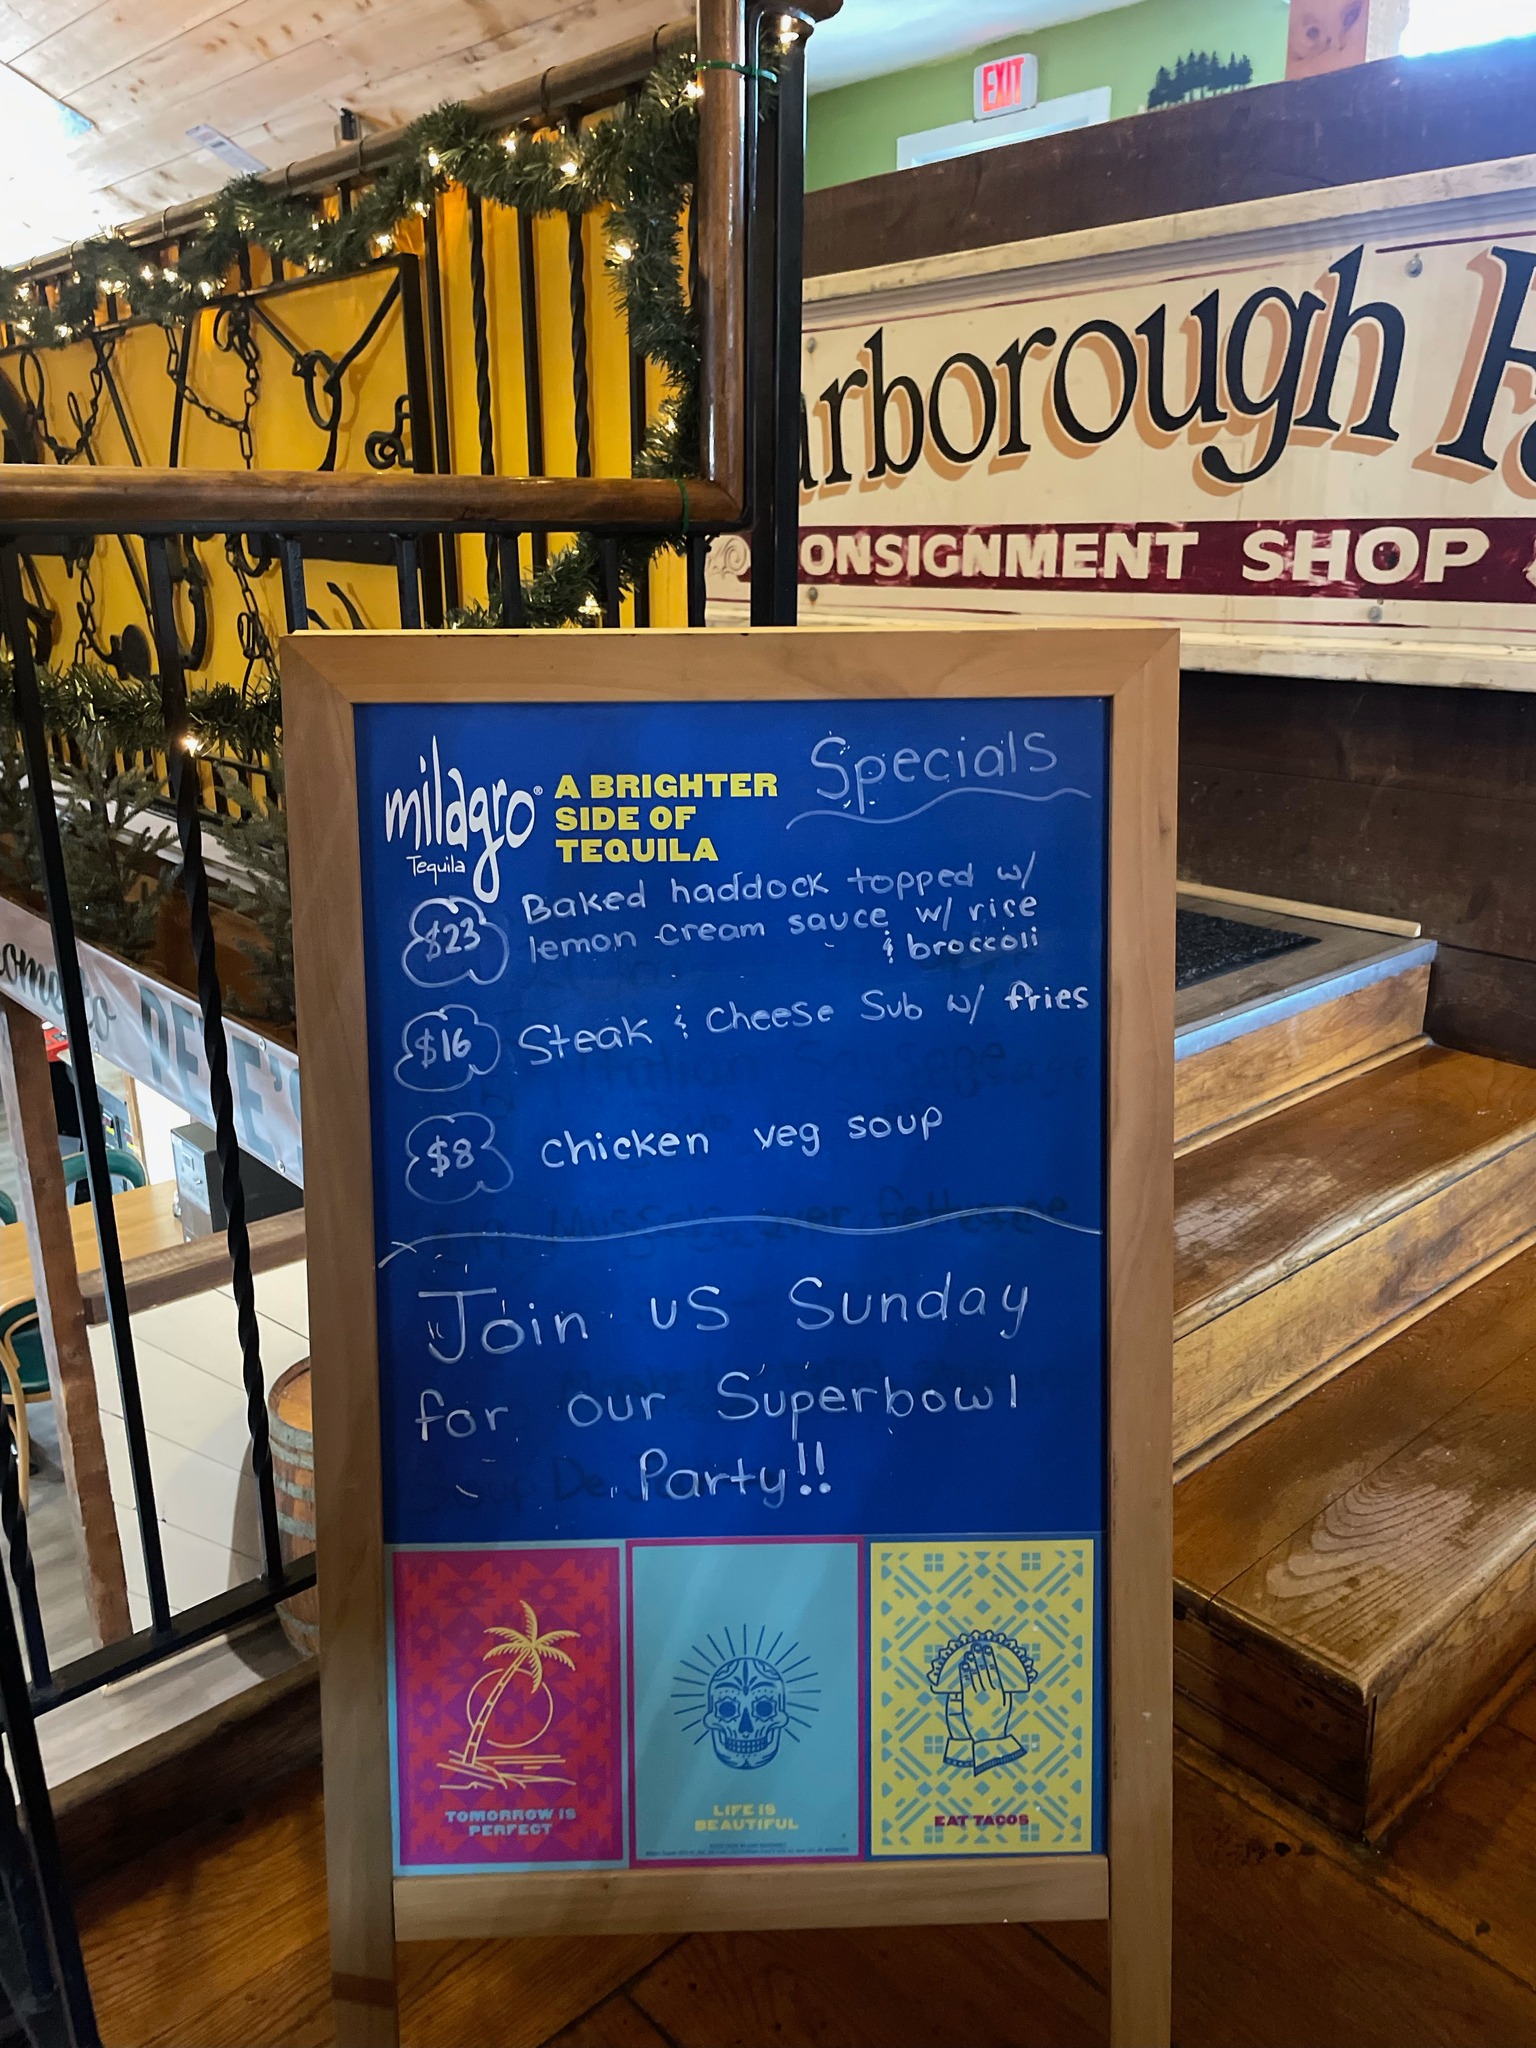 EXIT
arborough
ONSIGNMENT SHOP
Specials
milagro®
Tequila
A BRIGHTER
SIDE OF
TEQUILA
$23 Baked haddock topped w/
lemon cream sauce w/ rice
& broccoli
$16 Steak & Cheese Sub w/ fries
$8 chicken veg soup
Join us Sunday
for our Superbowl
Party!!
TOMORROW IS
PERFECT
LIFE IS
BEAUTIFUL
EAT TACOS